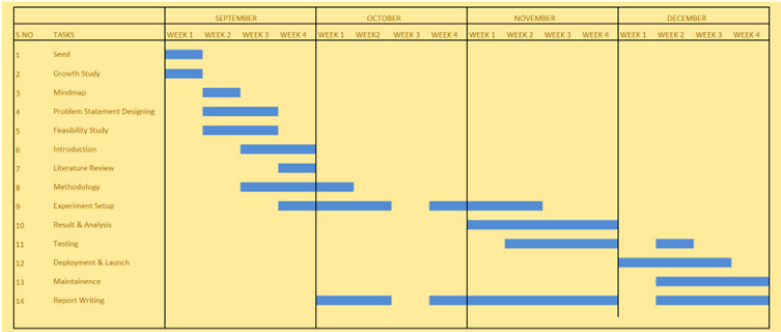 SEPTEMBER OCTOBER NOVEMBER DECEMBER
S.NO TASKS WEEK 1 WEEK 2 WEEK 3 WEEK 4 WEEK 1 WEEK2 WEEK 3 WEEK 4 WEEK 1 WEEK 2 WEEK 3 WEEK 4 WEEK 1 WEEK 2 WEEK 3 WEEK 4
1 Seed
2 Growth Study
3 Mindmap
4 Problem Statement Designing
5 Feasibility Study
6 Introduction
7 Literature Review
8 Methodology
9 Experiment Setup
10 Result & Analysis
11 Testing
12 Deployment & Launch
13 Maintainence
14 Report Writing